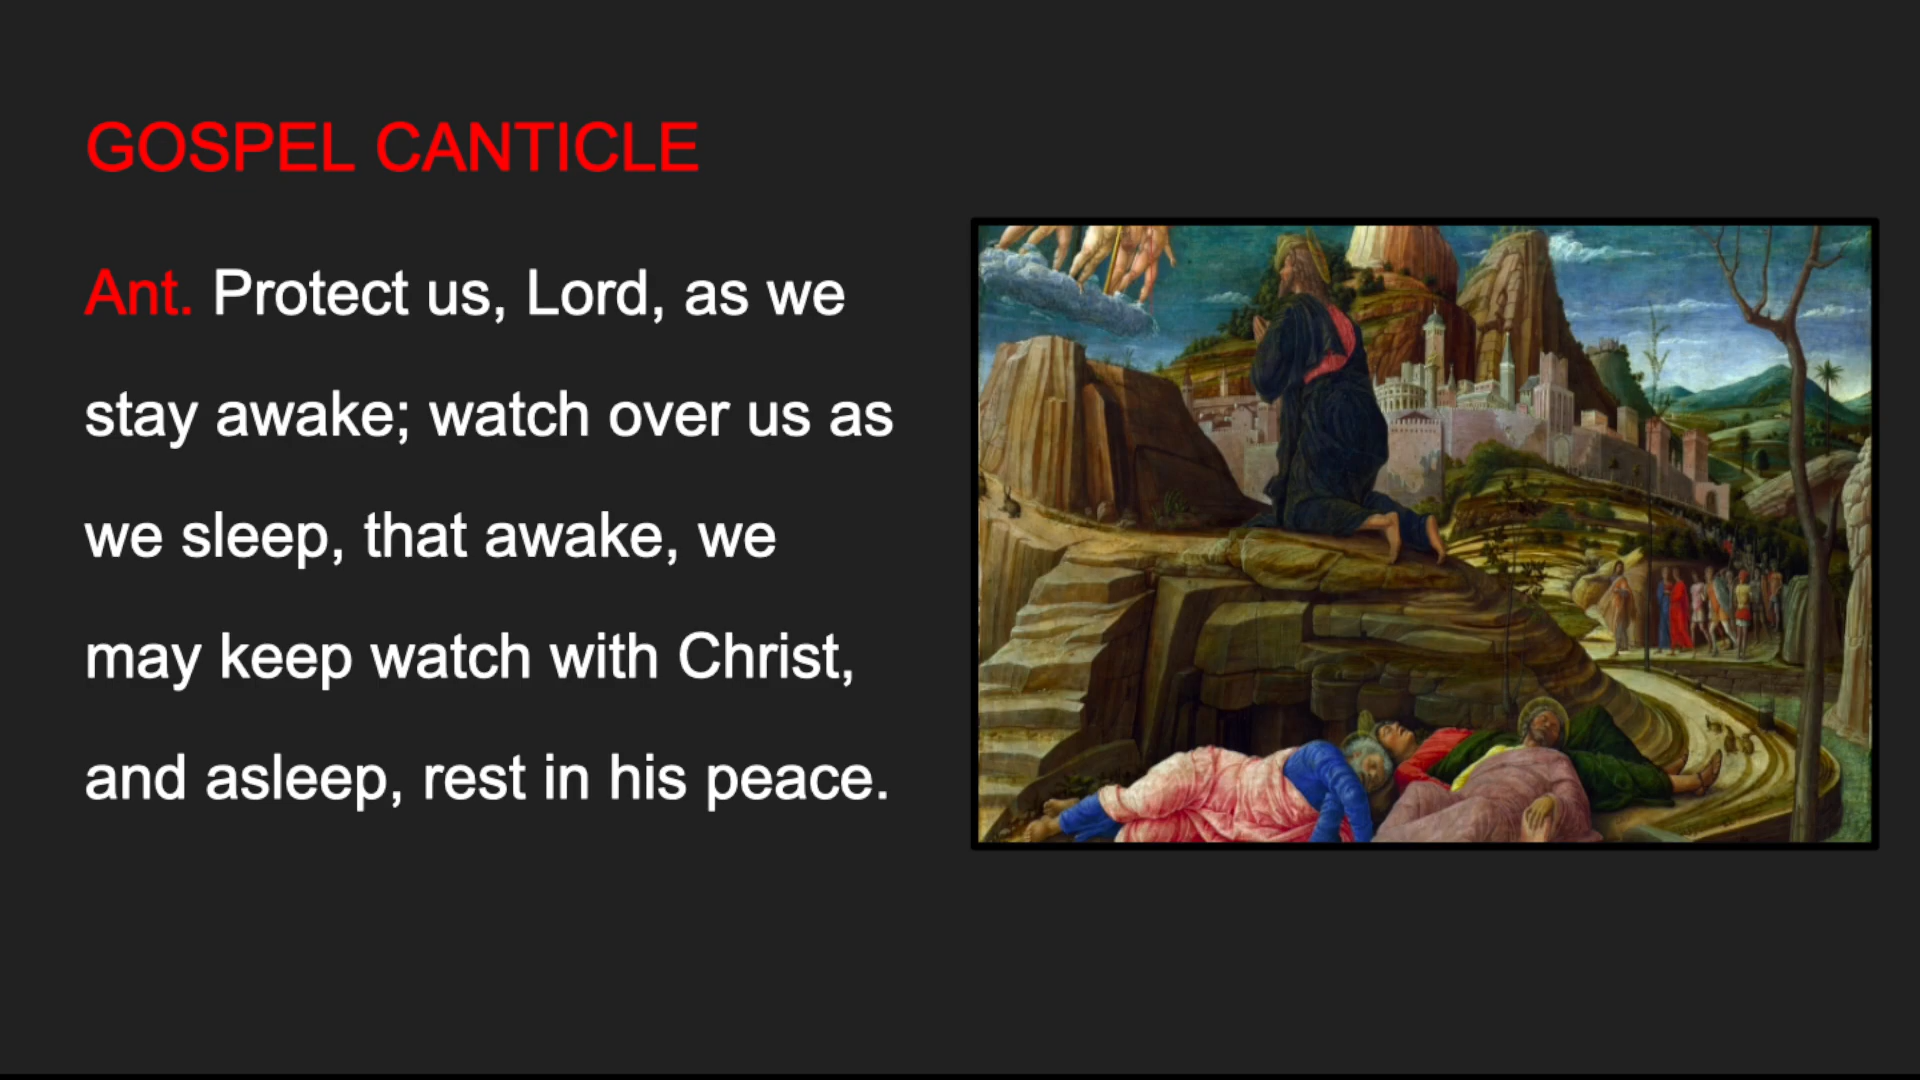 GOSPEL CANTICLE
Ant. Protect us, Lord, as we
stay awake; watch over us as
we sleep, that awake, we
may keep watch with Christ,
and asleep, rest in his peace.